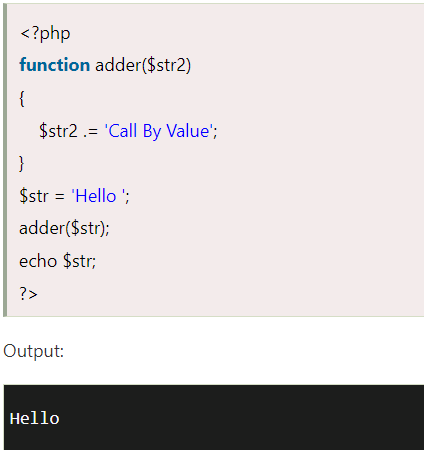 <?php
function adder($str2)
{
    $str2 .= 'Call By Value';
}
$str = 'Hello ';
adder($str);
echo $str;
?>
Output:
Hello